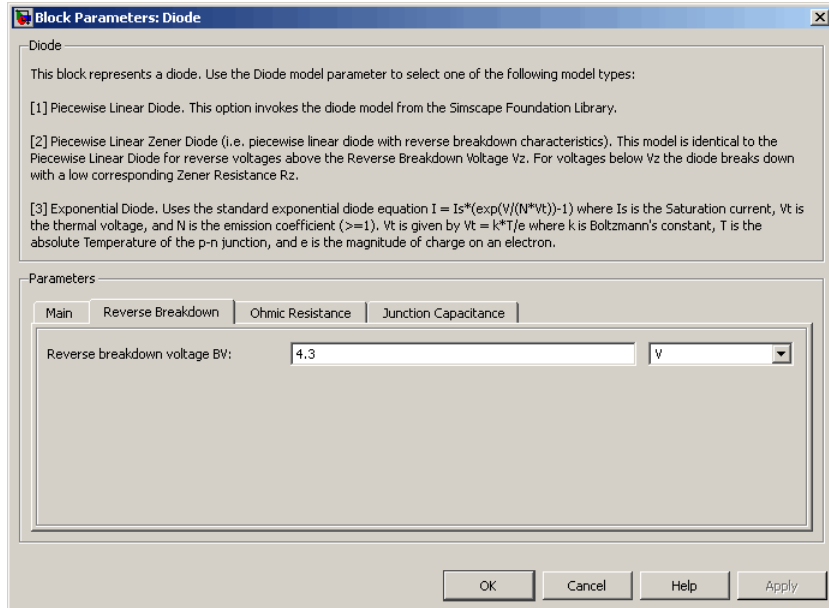 Block Parameters: Diode
Diode
This block represents a diode. Use the Diode model parameter to select one of the following model types:
[1] Piecewise Linear Diode. This option invokes the diode model from the Simscape Foundation Library.
[2] Piecewise Linear Zener Diode (i.e. piecewise linear diode with reverse breakdown characteristics). This model is identical to the
Piecewise Linear Diode for reverse voltages above the Reverse Breakdown Voltage Vz. For voltages below Vz the diode breaks down
with a low corresponding Zener Resistance Rz.
[3] Exponential Diode. Uses the standard exponential diode equation I = Is*(exp(V/(N*Vt))-1) where Is is the Saturation current, Vt is
the thermal voltage, and N is the emission coefficient (>=1). Vt is given by Vt = k*T/e where k is Boltzmann's constant, T is the
absolute Temperature of the p-n junction, and e is the magnitude of charge on an electron.
Parameters
Main Reverse Breakdown Ohmic Resistance Junction Capacitance
Reverse breakdown voltage BV: 4.3 V
OK Cancel Help Apply